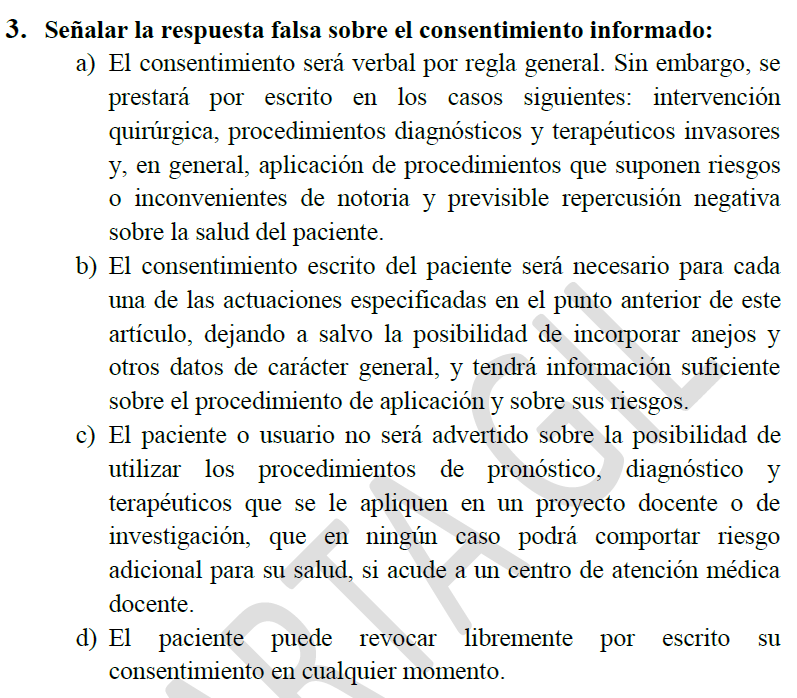 3. Señalar la respuesta falsa sobre el consentimiento informado:
a) El consentimiento será verbal por regla general. Sin embargo, se
prestará por escrito en los casos siguientes: intervención
quirúrgica, procedimientos diagnósticos y terapéuticos invasores
y, en general, aplicación de procedimientos que suponen riesgos
o inconvenientes de notoria y previsible repercusión negativa
sobre la salud del paciente.
b) El consentimiento escrito del paciente será necesario para cada
una de las actuaciones especificadas en el punto anterior de este
artículo, dejando a salvo la posibilidad de incorporar anejos y
otros datos de carácter general, y tendrá información suficiente
sobre el procedimiento de aplicación y sobre sus riesgos.
c) El paciente o usuario no será advertido sobre la posibilidad de
utilizar los procedimientos de pronóstico, diagnóstico y
terapéuticos que se le apliquen en un proyecto docente o de
investigación, que en ningún caso podrá comportar riesgo
adicional para su salud, si acude a un centro de atención médica
docente.
d) El paciente puede revocar libremente por escrito su
consentimiento en cualquier momento.
RTA GIL